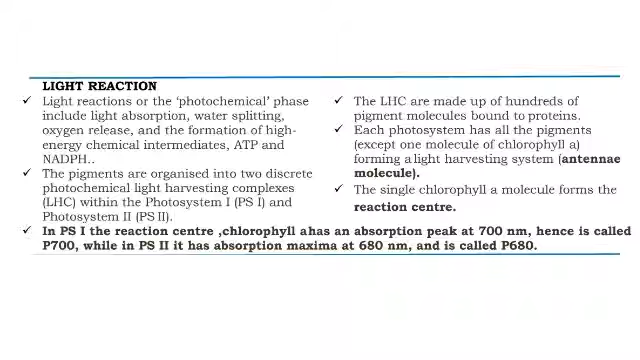 LIGHT REACTION
✓ Light reactions or the ‘photochemical’ phase
include light absorption, water splitting,
oxygen release, and the formation of high-
energy chemical intermediates, ATP and
NADPH..
✓ The pigments are organised into two discrete
photochemical light harvesting complexes
(LHC) within the Photosystem I (PS I) and
Photosystem II (PS II).
✓ The LHC are made up of hundreds of
pigment molecules bound to proteins.
✓ Each photosystem has all the pigments
(except one molecule of chlorophyll a)
forming a light harvesting system (antennae
molecule).
✓ The single chlorophyll a molecule forms the
reaction centre.
✓ In PS I the reaction centre ,chlorophyll a has an absorption peak at 700 nm, hence is called
P700, while in PS II it has absorption maxima at 680 nm, and is called P680.